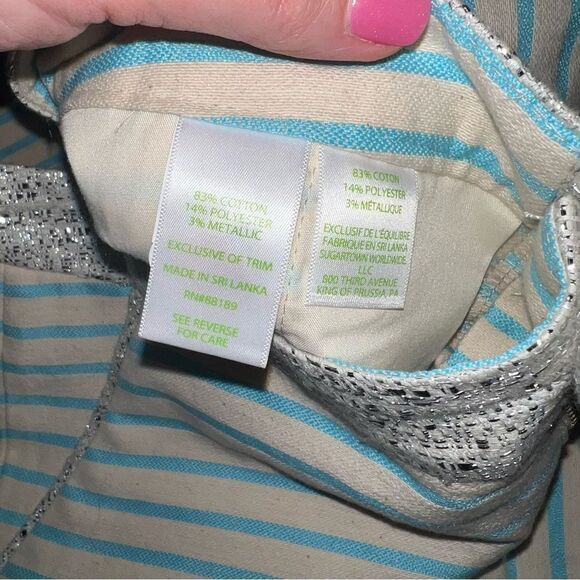 83% COTTON
14% POLYESTER
3% METALLIC
EXCLUSIVE OF TRIM
MADE IN SRI LANKA
RN#88189
SEE REVERSE
FOR CARE
83% COTON
14% POLYESTER
3% MÉTALLIQUE
EXCLUSIF DE L'ÉQUILIBRE
FABRIQUE EN SRI LANKA
SUGARTOWN WORLDWIDE
LLC
800 THIRD AVENUE
KING OF PRUSSIA PA